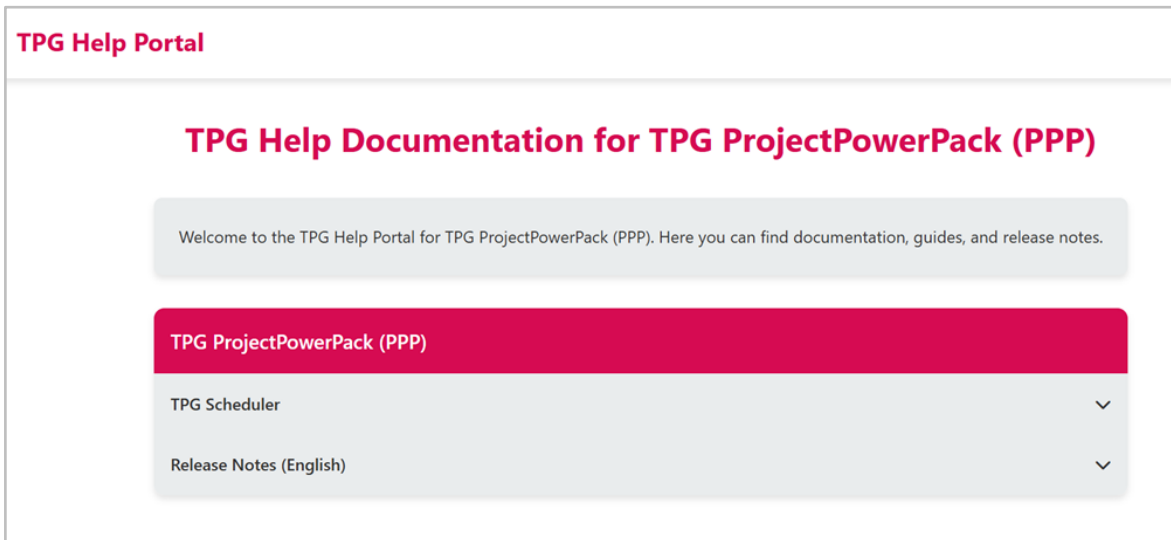 TPG Help Portal
TPG Help Documentation for TPG ProjectPowerPack (PPP)
Welcome to the TPG Help Portal for TPG ProjectPowerPack (PPP). Here you can find documentation, guides, and release notes.
TPG ProjectPowerPack (PPP)
TPG Scheduler
Release Notes (English)